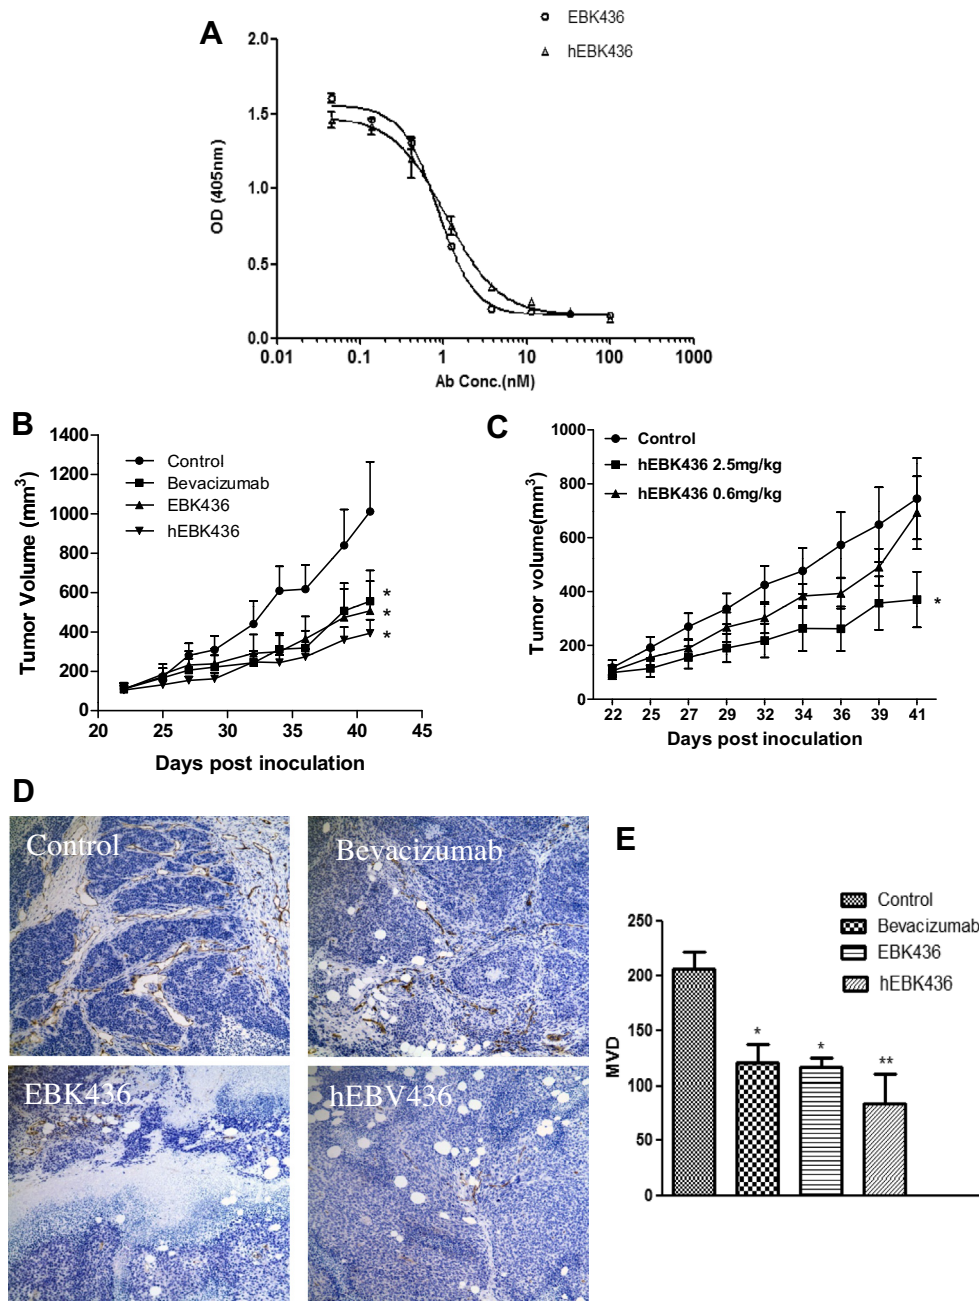 A
EBK436
hEBK436
2.0
1.5
1.0
0.5
0.0
OD (405nm)
0.01 0.1 1 10 100 1000
Ab Conc.(nM)
B
1400
1200
1000
800
600
400
200
0
Tumor Volume (mm3)
Control
Bevacizumab
EBK436
hEBK436
*
*
*
20 25 30 35 40 45
Days post inoculation
C
1000
800
600
400
200
0
Tumor volume(mm3)
Control
hEBK436 2.5mg/kg
hEBK436 0.6mg/kg
*
22 25 27 29 32 34 36 39 41
Days post inoculation
D
Control
Bevacizumab
EBK436
hEBV436
E
Control
Bevacizumab
EBK436
hEBK436
250
200
150
100
50
0
MVD
*
*
**